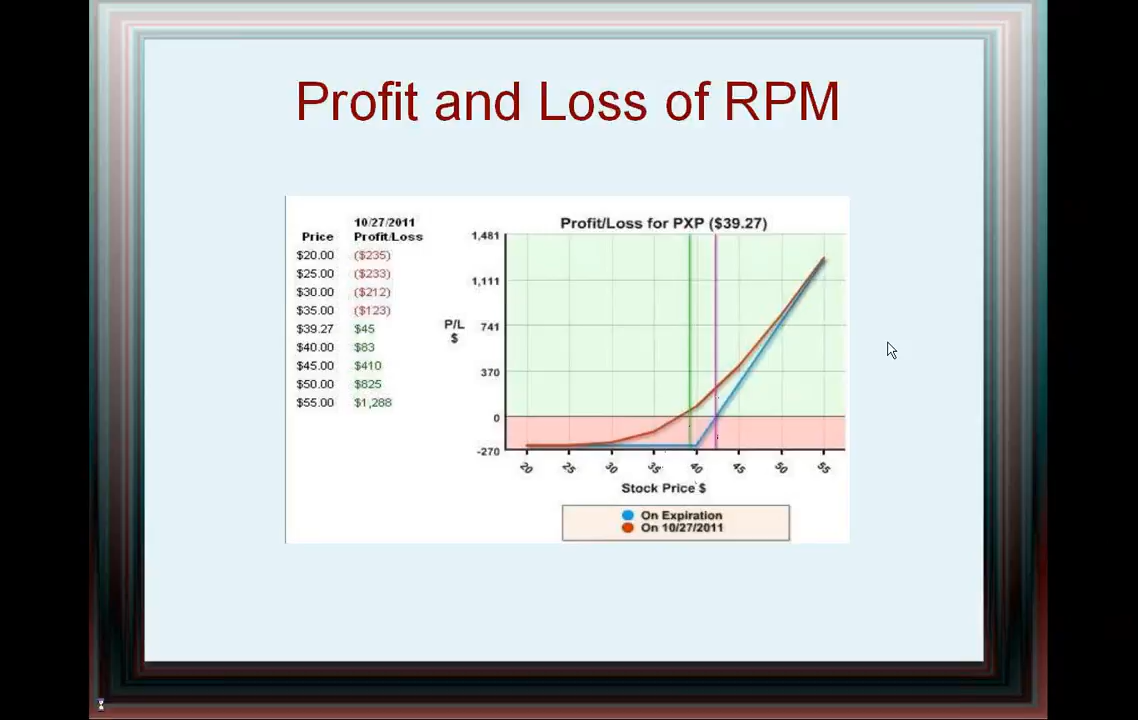 Profit and Loss of RPM
10/27/2011
Price Profit/Loss
$20.00 ($235)
$25.00 ($233)
$30.00 ($212)
$35.00 ($123)
$39.27 $45
$40.00 $83
$45.00 $410
$50.00 $825
$55.00 $1,288
Profit/Loss for PXP ($39.27)
1,481
1,111
741
370
0
-270
P/L
$
20 25 30 35 40 45 50 55
Stock Price $
On Expiration
On 10/27/2011